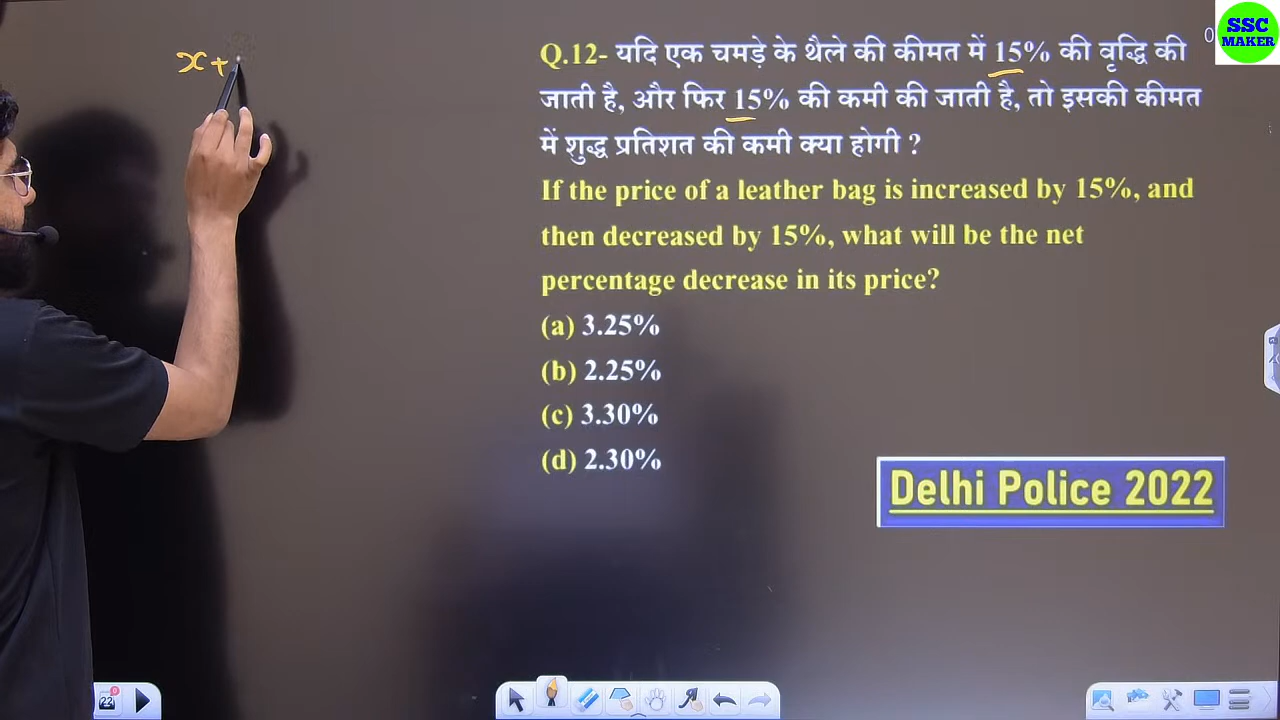 SSC
MAKER
x+
Q.12- यदि एक चमड़े के थैले की कीमत में 15% की वृद्धि की
जाती है, और फिर 15% की कमी की जाती है, तो इसकी कीमत
में शुद्ध प्रतिशत की कमी क्या होगी ?
If the price of a leather bag is increased by 15%, and
then decreased by 15%, what will be the net
percentage decrease in its price?
(a) 3.25%
(b) 2.25%
(c) 3.30%
(d) 2.30%
Delhi Police 2022